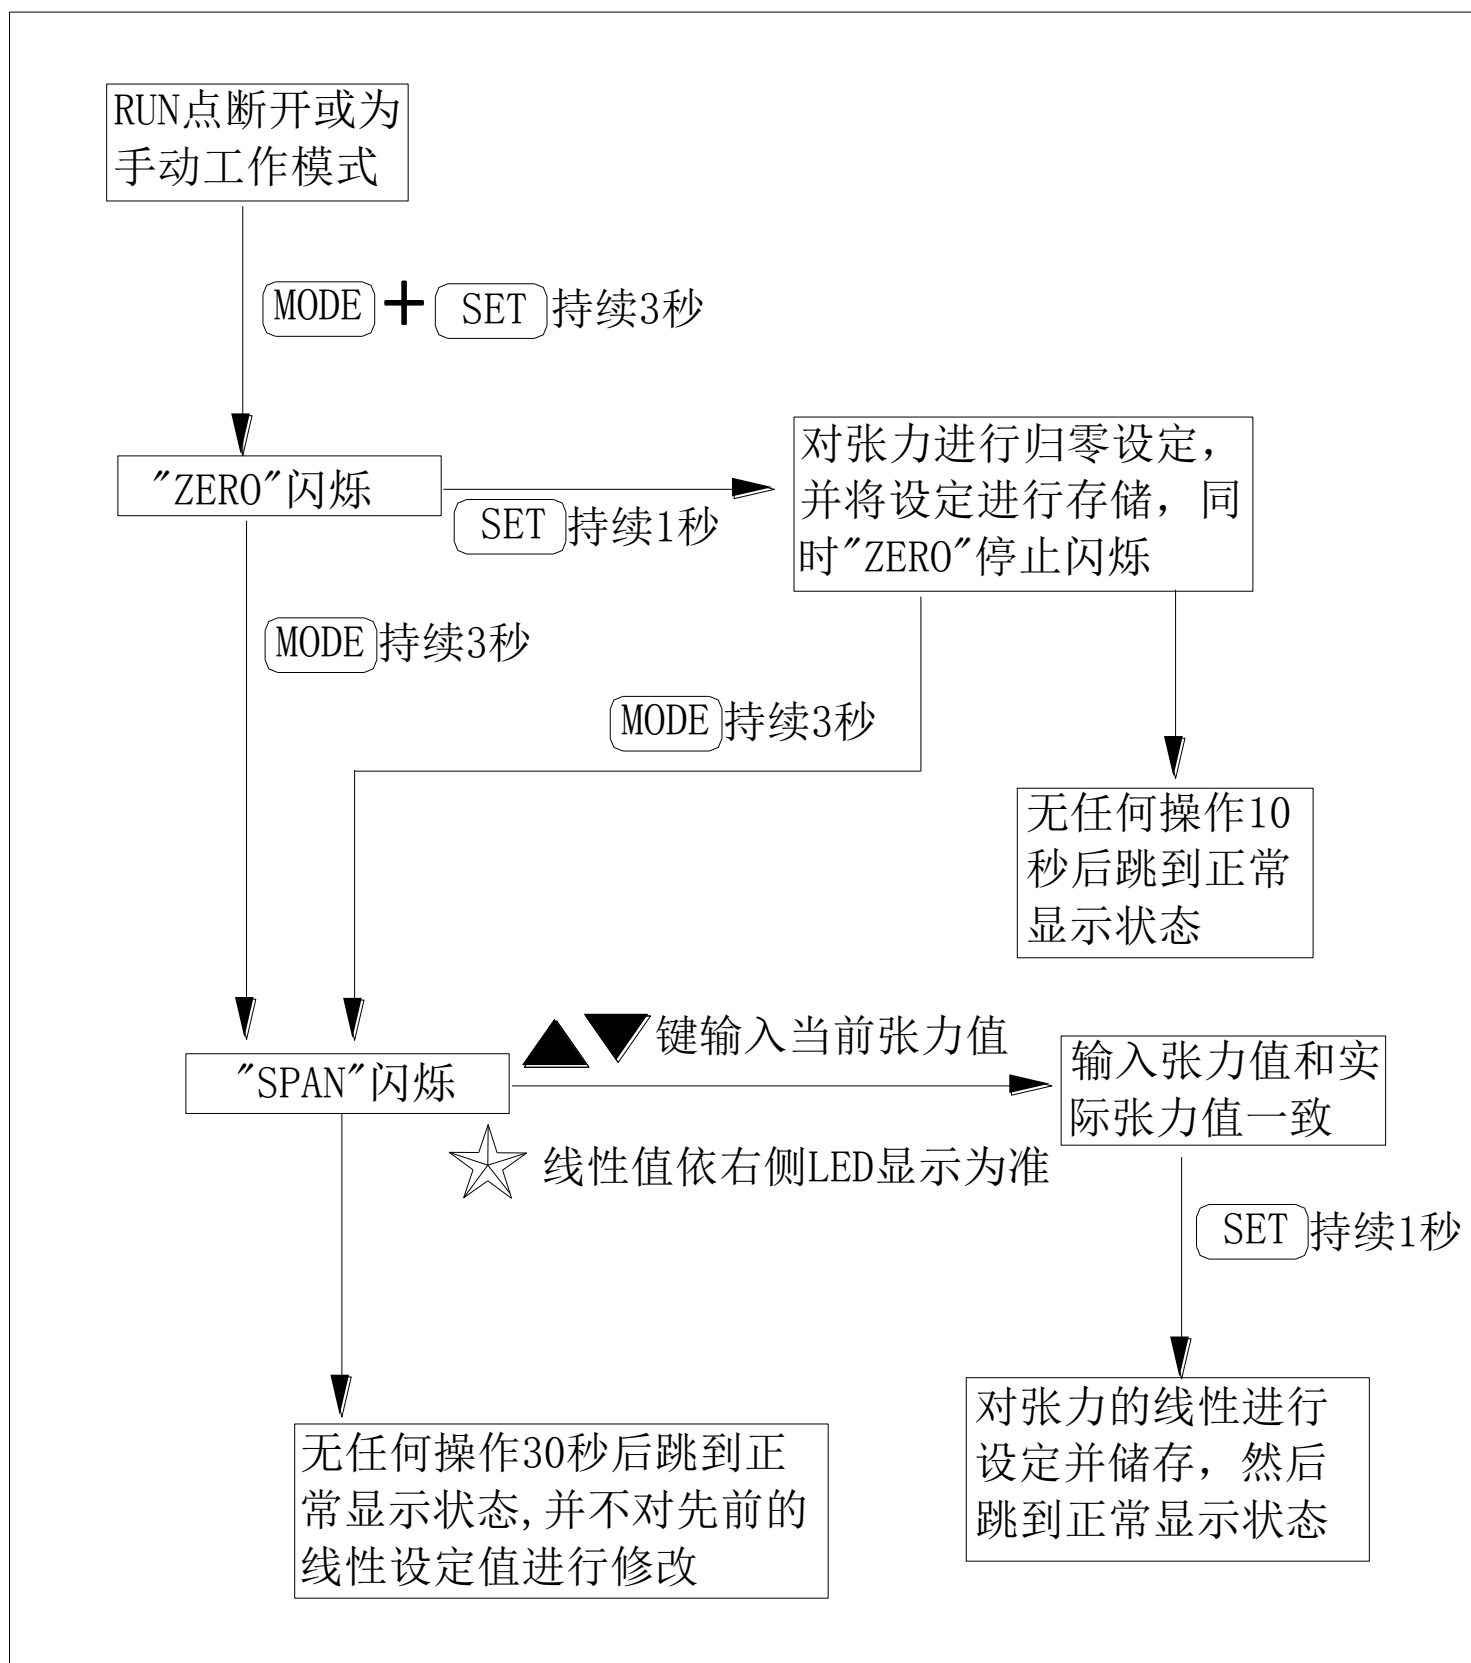 RUN点断开或为
手动工作模式
MODE + SET 持续3秒
"ZERO"闪烁
SET 持续1秒
对张力进行归零设定，
并将设定进行存储，同
时"ZERO"停止闪烁
MODE 持续3秒
MODE 持续3秒
无任何操作10
秒后跳到正常
显示状态
"SPAN"闪烁
▲▼键输入当前张力值
☆ 线性值依右侧LED显示为准
输入张力值和实
际张力值一致
SET 持续1秒
无任何操作30秒后跳到正
常显示状态,并不对先前的
线性设定值进行修改
对张力的线性进行
设定并储存，然后
跳到正常显示状态